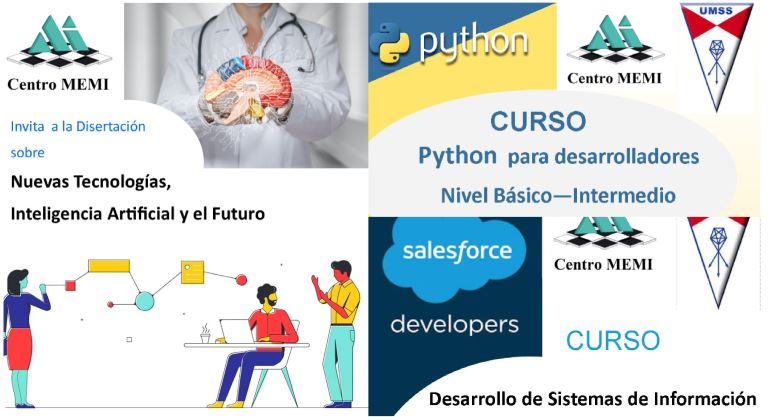 Centro MEMI
Invita a la Disertación
sobre
Nuevas Tecnologías,
Inteligencia Artificial y el Futuro
python
Centro MEMI
UMSS
CURSO
Python para desarrolladores
Nivel Básico—Intermedio
salesforce
developers
Centro MEMI
CURSO
Desarrollo de Sistemas de Información